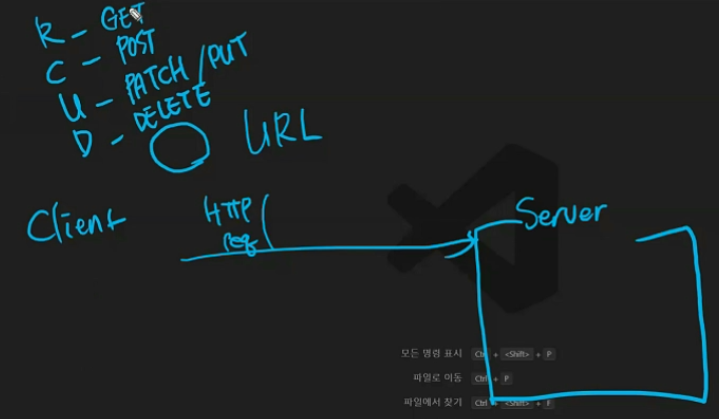 R - GET
C - POST
U - PATCH / PUT
D - DELETE
URL
Client
HTTP
req
Server
모든 명령 표시 Ctrl + <Shift> + P
파일로 이동 Ctrl + P
파일에서 찾기 Ctrl + <Shift> + F